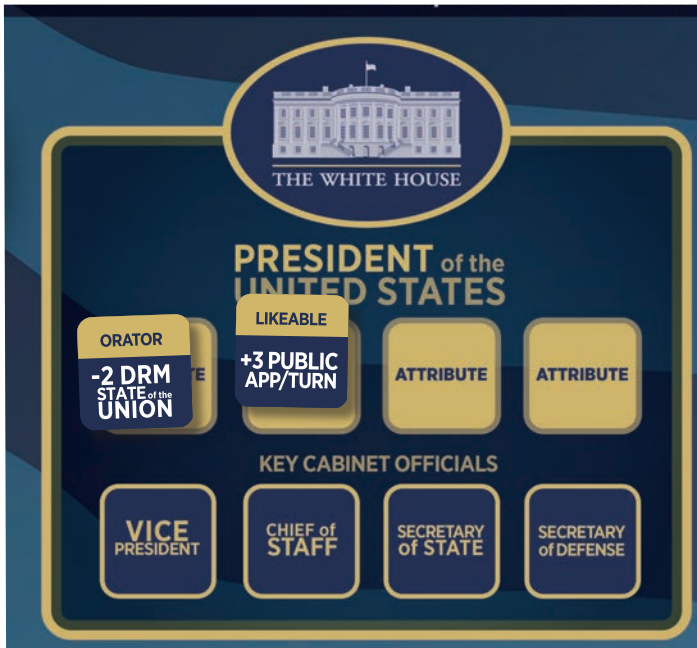 THE WHITE HOUSE
PRESIDENT of the
UNITED STATES
ORATOR
-2 DRM
STATE of the
UNION
TE
LIKEABLE
+3 PUBLIC
APP/TURN
ATTRIBUTE
ATTRIBUTE
KEY CABINET OFFICIALS
VICE
PRESIDENT
CHIEF of
STAFF
SECRETARY
of STATE
SECRETARY
of DEFENSE